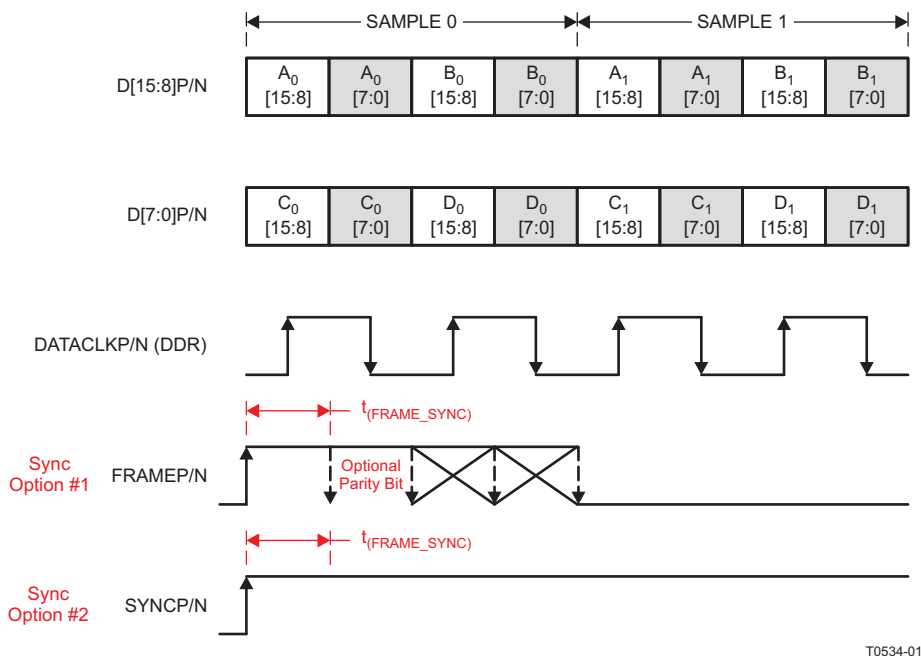 SAMPLE 0 SAMPLE 1
D[15:8]P/N
A0 A0 B0 B0 A1 A1 B1 B1
[15:8] [7:0] [15:8] [7:0] [15:8] [7:0] [15:8] [7:0]
D[7:0]P/N
C0 C0 D0 D0 C1 C1 D1 D1
[15:8] [7:0] [15:8] [7:0] [15:8] [7:0] [15:8] [7:0]
DATACLKP/N (DDR)
t(FRAME_SYNC)
Sync
Option #1
FRAMEP/N
Optional
Parity Bit
t(FRAME_SYNC)
Sync
Option #2
SYNCP/N
T0534-01